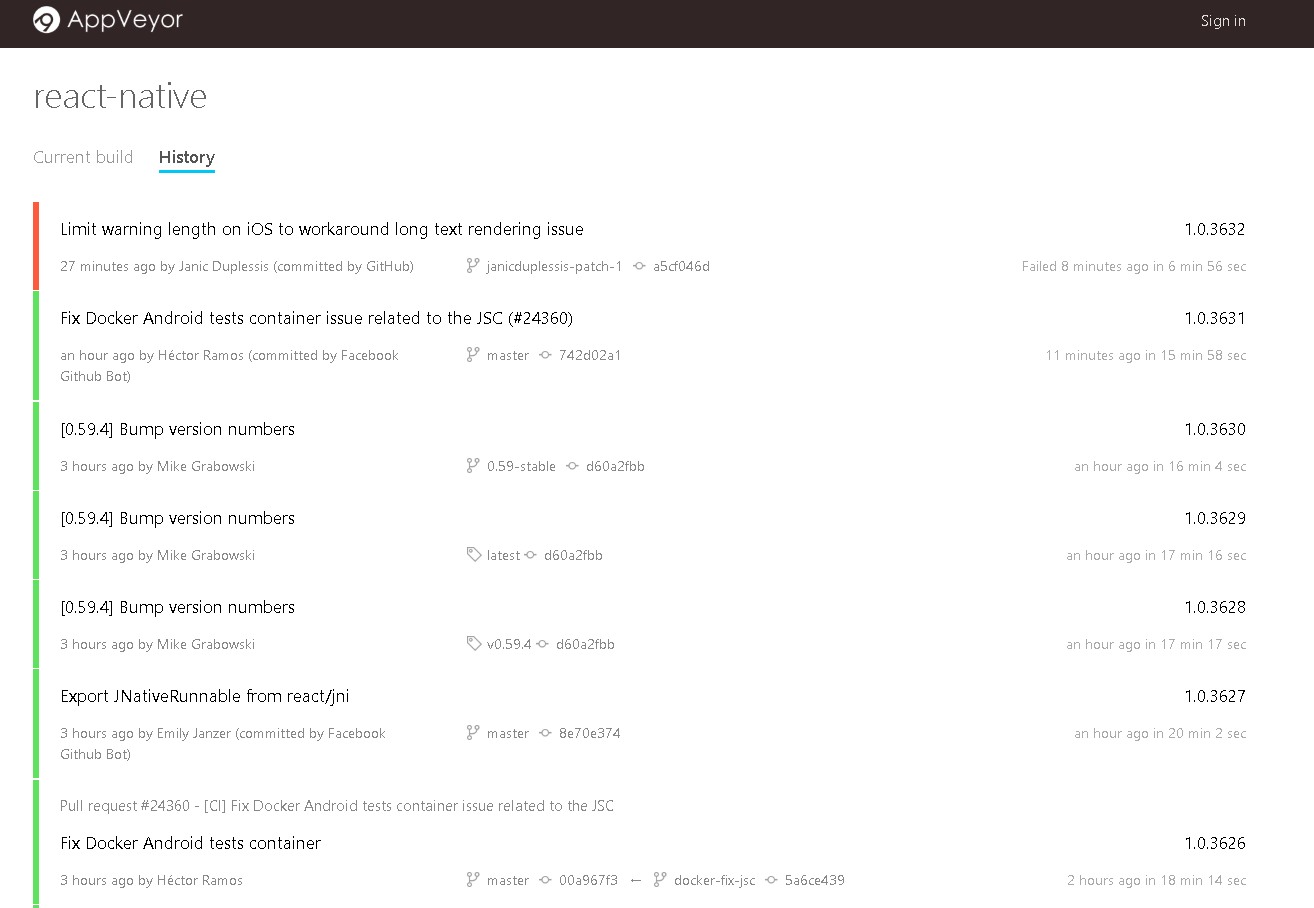 AppVeyor
Sign in
react-native
Current build History
Limit warning length on iOS to workaround long text rendering issue 1.0.3632
27 minutes ago by Janic Duplessis (committed by GitHub) janicduplessis-patch-1 a5cf046d Failed 8 minutes ago in 6 min 56 sec
Fix Docker Android tests container issue related to the JSC (#24360) 1.0.3631
an hour ago by Héctor Ramos (committed by Facebook master 742d02a1 11 minutes ago in 15 min 58 sec
Github Bot)
[0.59.4] Bump version numbers 1.0.3630
3 hours ago by Mike Grabowski 0.59-stable d60a2fbb an hour ago in 16 min 4 sec
[0.59.4] Bump version numbers 1.0.3629
3 hours ago by Mike Grabowski latest d60a2fbb an hour ago in 17 min 16 sec
[0.59.4] Bump version numbers 1.0.3628
3 hours ago by Mike Grabowski v0.59.4 d60a2fbb an hour ago in 17 min 17 sec
Export JNativeRunnable from react/jni 1.0.3627
3 hours ago by Emily Janzer (committed by Facebook master 8e70e374 an hour ago in 20 min 2 sec
Github Bot)
Pull request #24360 - [CI] Fix Docker Android tests container issue related to the JSC
Fix Docker Android tests container 1.0.3626
3 hours ago by Héctor Ramos master 00a967f3 ← docker-fix-jsc 5a6ce439 2 hours ago in 18 min 14 sec